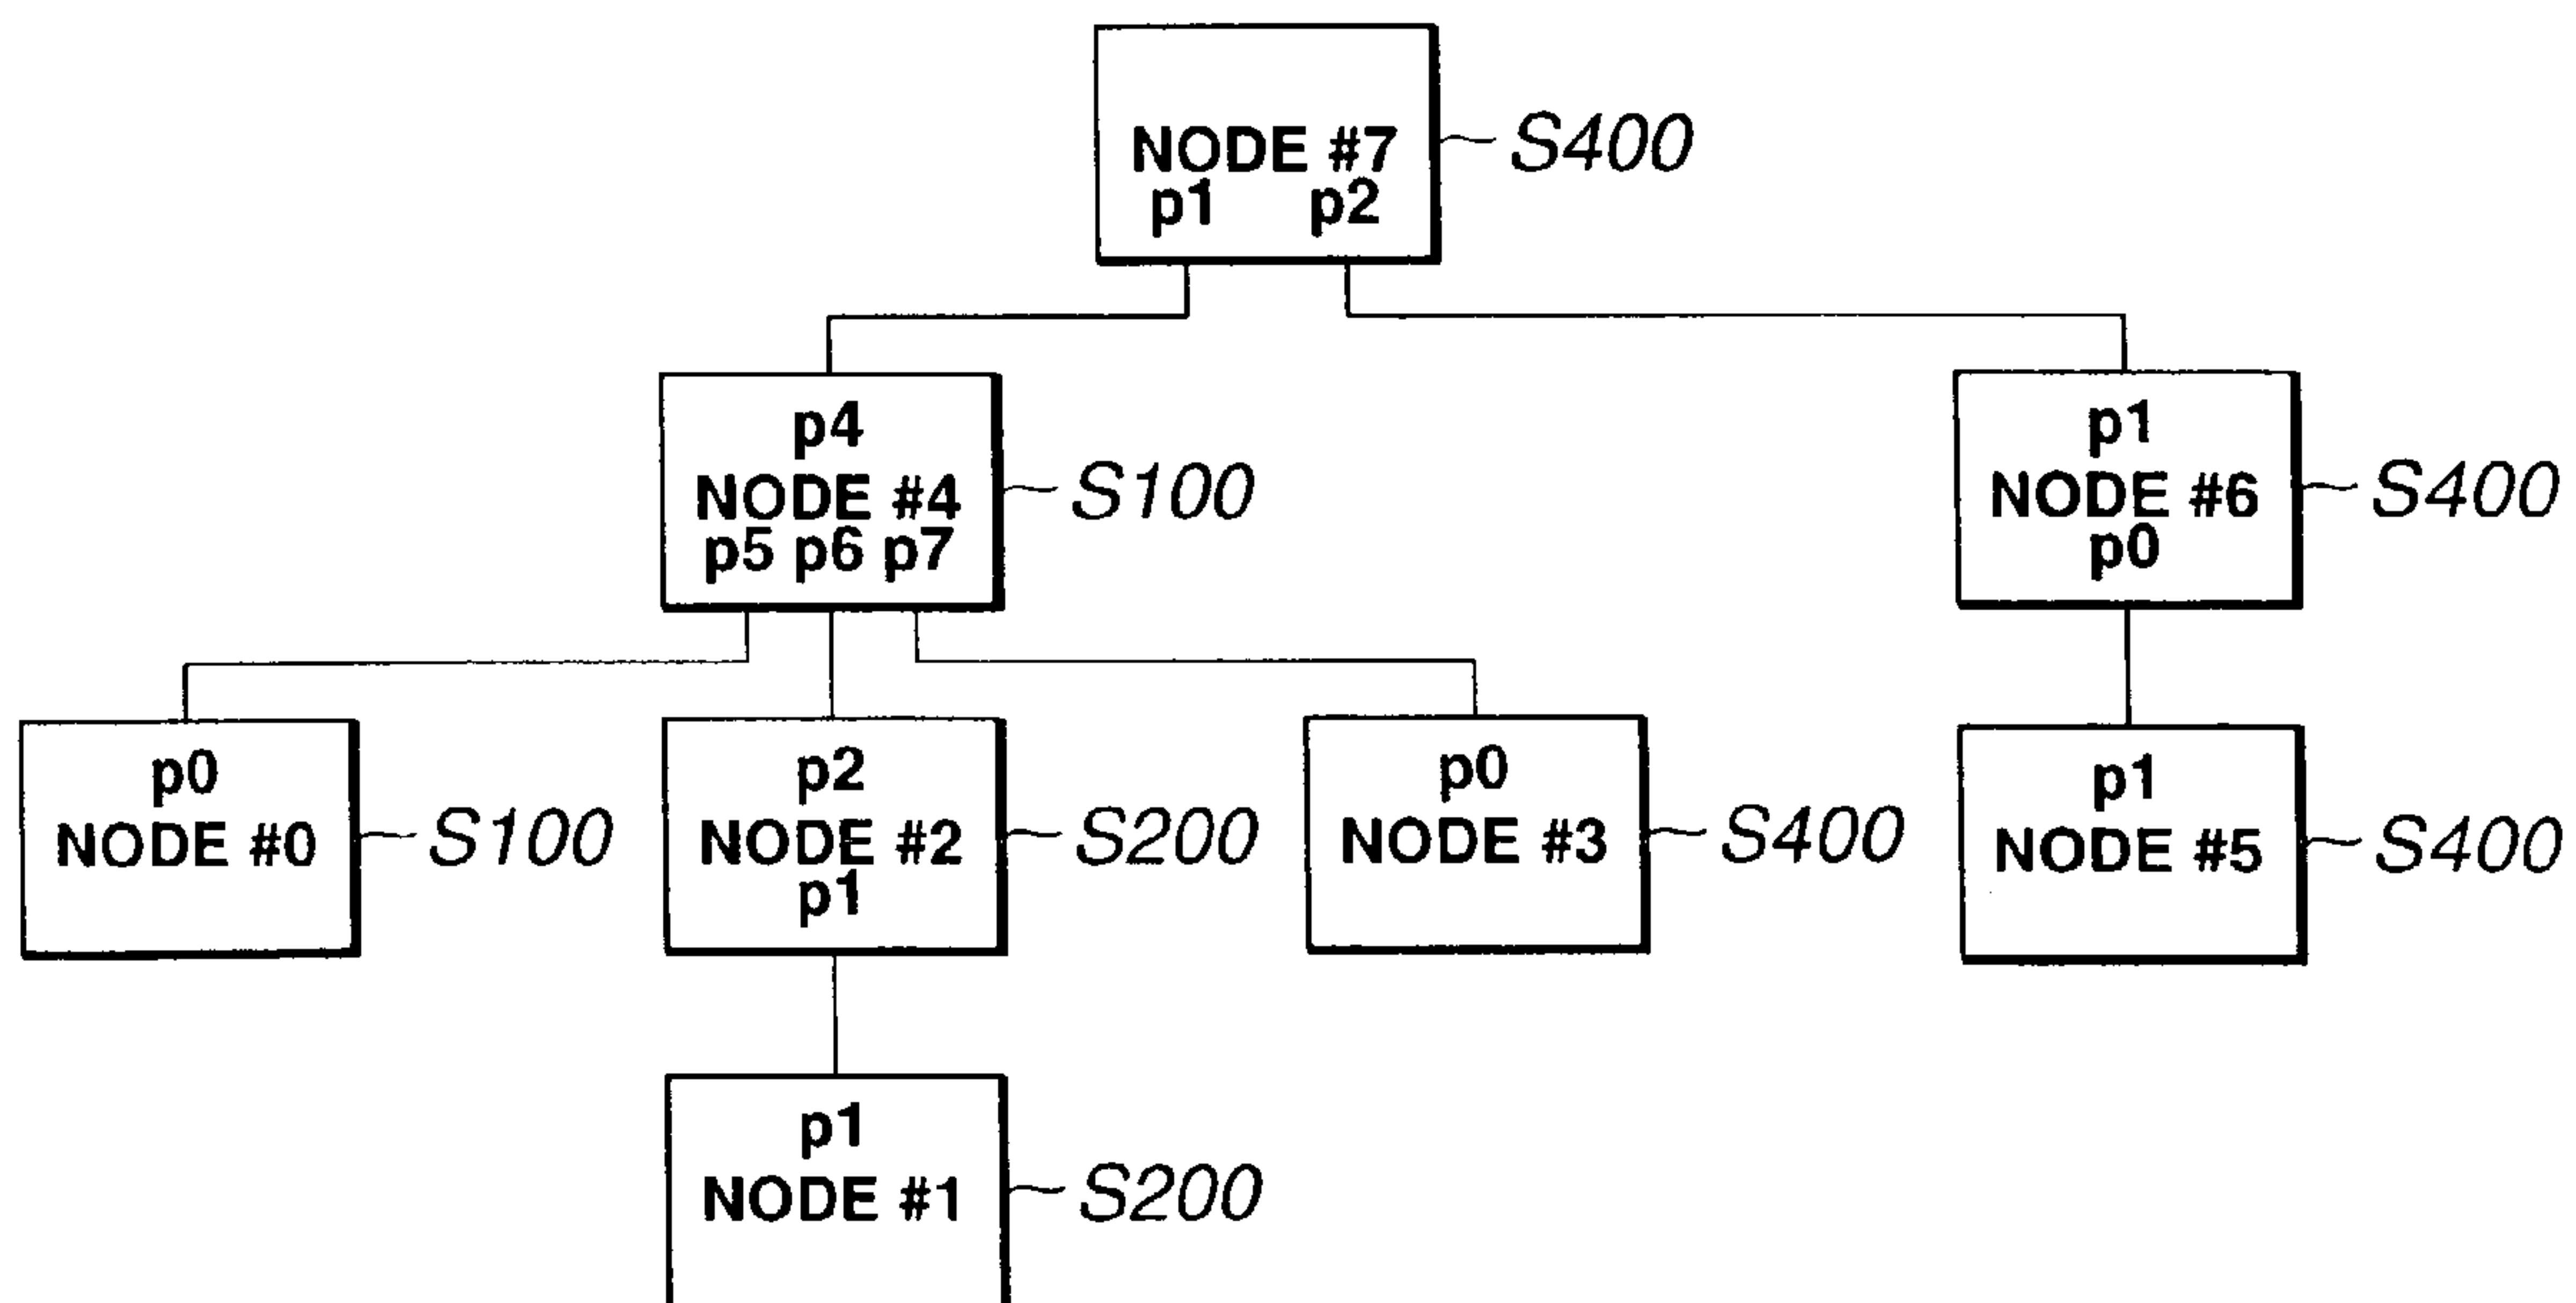 NODE #7
p1 p2
S400
p4
NODE #4
p5 p6 p7
S100
p1
NODE #6
p0
S400
p0
NODE #0
S100
p2
NODE #2
p1
S200
p0
NODE #3
S400
p1
NODE #5
S400
p1
NODE #1
S200